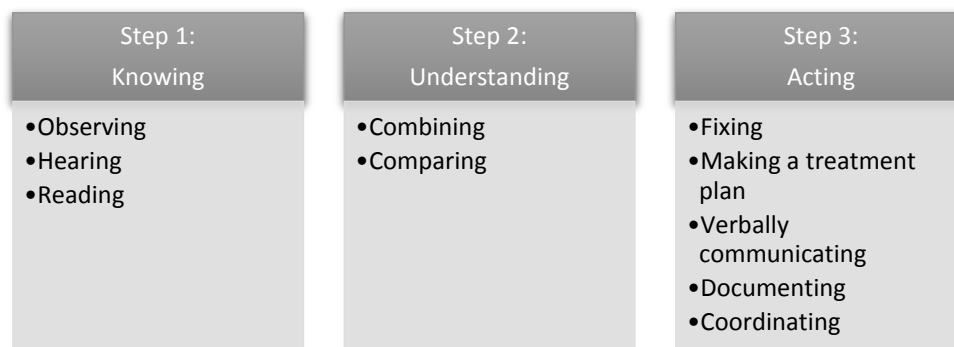 Step 1:
Knowing
•Observing
•Hearing
•Reading
Step 2:
Understanding
•Combining
•Comparing
Step 3:
Acting
•Fixing
•Making a treatment
plan
•Verbally
communicating
•Documenting
•Coordinating